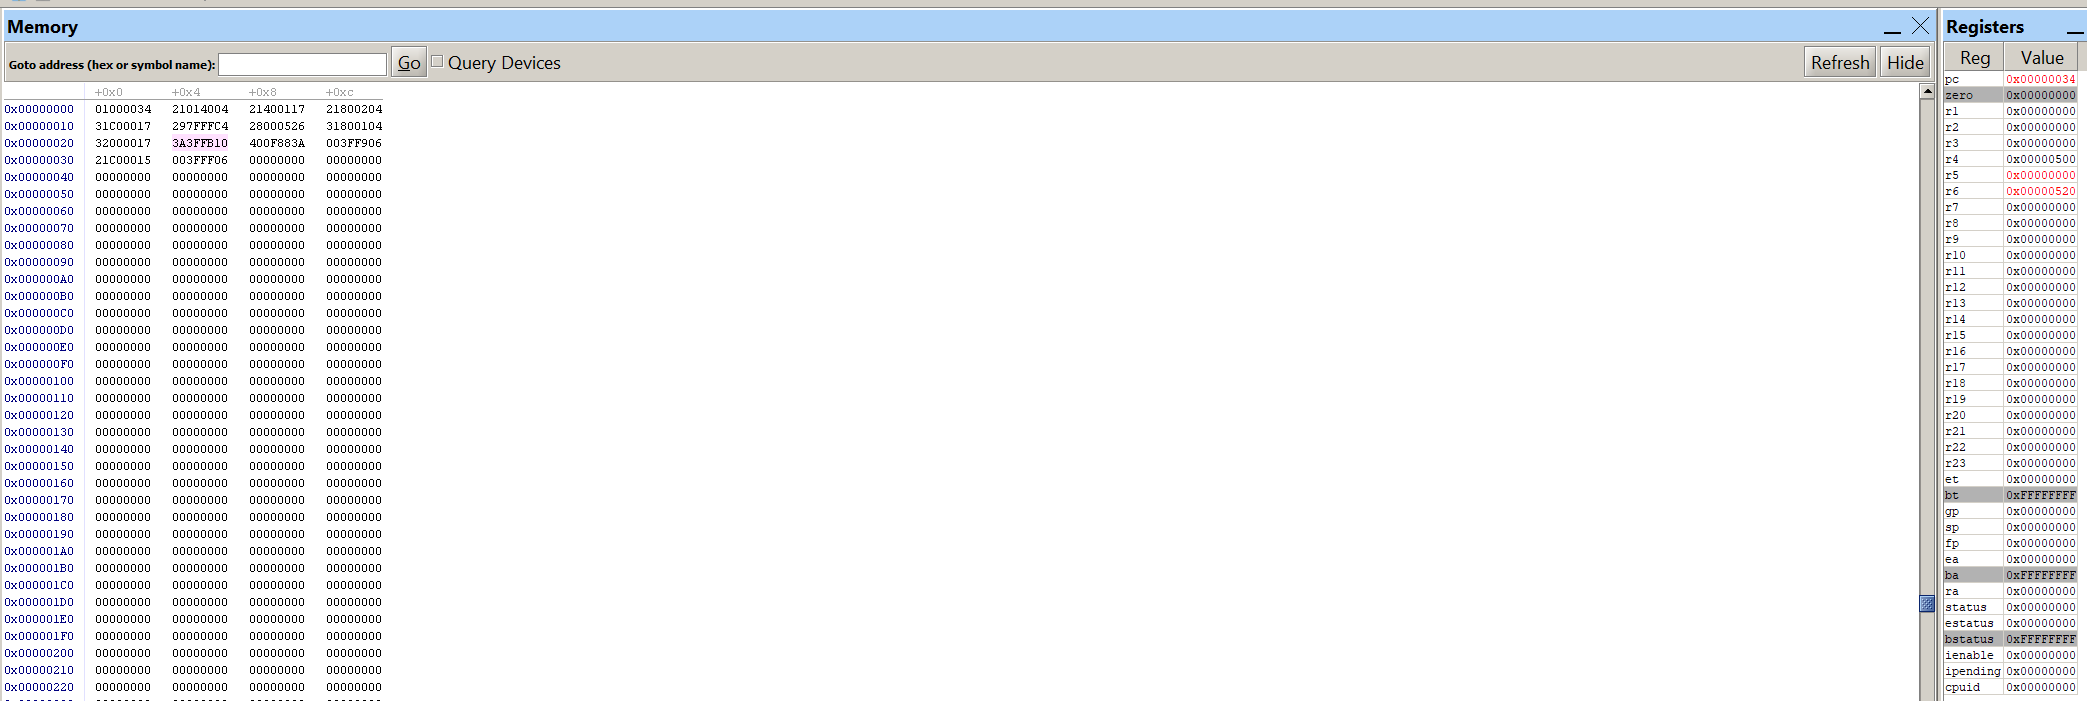 Memory
Goto address (hex or symbol name): Go Query Devices Refresh Hide
+0x0 +0x4 +0x8 +0xc
0x00000000 01000034 21014004 21400117 21800204
0x00000010 31C00017 297FFFC4 28000526 31800104
0x00000020 32000017 3A3FFB10 400F883A 003FF906
0x00000030 21C00015 003FFF06 00000000 00000000
0x00000040 00000000 00000000 00000000 00000000
0x00000050 00000000 00000000 00000000 00000000
0x00000060 00000000 00000000 00000000 00000000
0x00000070 00000000 00000000 00000000 00000000
0x00000080 00000000 00000000 00000000 00000000
0x00000090 00000000 00000000 00000000 00000000
0x000000A0 00000000 00000000 00000000 00000000
0x000000B0 00000000 00000000 00000000 00000000
0x000000C0 00000000 00000000 00000000 00000000
0x000000D0 00000000 00000000 00000000 00000000
0x000000E0 00000000 00000000 00000000 00000000
0x000000F0 00000000 00000000 00000000 00000000
0x00000100 00000000 00000000 00000000 00000000
0x00000110 00000000 00000000 00000000 00000000
0x00000120 00000000 00000000 00000000 00000000
0x00000130 00000000 00000000 00000000 00000000
0x00000140 00000000 00000000 00000000 00000000
0x00000150 00000000 00000000 00000000 00000000
0x00000160 00000000 00000000 00000000 00000000
0x00000170 00000000 00000000 00000000 00000000
0x00000180 00000000 00000000 00000000 00000000
0x00000190 00000000 00000000 00000000 00000000
0x000001A0 00000000 00000000 00000000 00000000
0x000001B0 00000000 00000000 00000000 00000000
0x000001C0 00000000 00000000 00000000 00000000
0x000001D0 00000000 00000000 00000000 00000000
0x000001E0 00000000 00000000 00000000 00000000
0x000001F0 00000000 00000000 00000000 00000000
0x00000200 00000000 00000000 00000000 00000000
0x00000210 00000000 00000000 00000000 00000000
0x00000220 00000000 00000000 00000000 00000000
Registers
Reg Value
pc 0x00000034
zero 0x00000000
r1 0x00000000
r2 0x00000000
r3 0x00000000
r4 0x00000500
r5 0x00000000
r6 0x00000520
r7 0x00000000
r8 0x00000000
r9 0x00000000
r10 0x00000000
r11 0x00000000
r12 0x00000000
r13 0x00000000
r14 0x00000000
r15 0x00000000
r16 0x00000000
r17 0x00000000
r18 0x00000000
r19 0x00000000
r20 0x00000000
r21 0x00000000
r22 0x00000000
r23 0x00000000
et 0x00000000
bt 0xFFFFFFFF
gp 0x00000000
sp 0x00000000
fp 0x00000000
ea 0x00000000
ba 0xFFFFFFFF
ra 0x00000000
status 0x00000000
estatus 0x00000000
bstatus 0xFFFFFFFF
ienable 0x00000000
ipending 0x00000000
cpuid 0x00000000